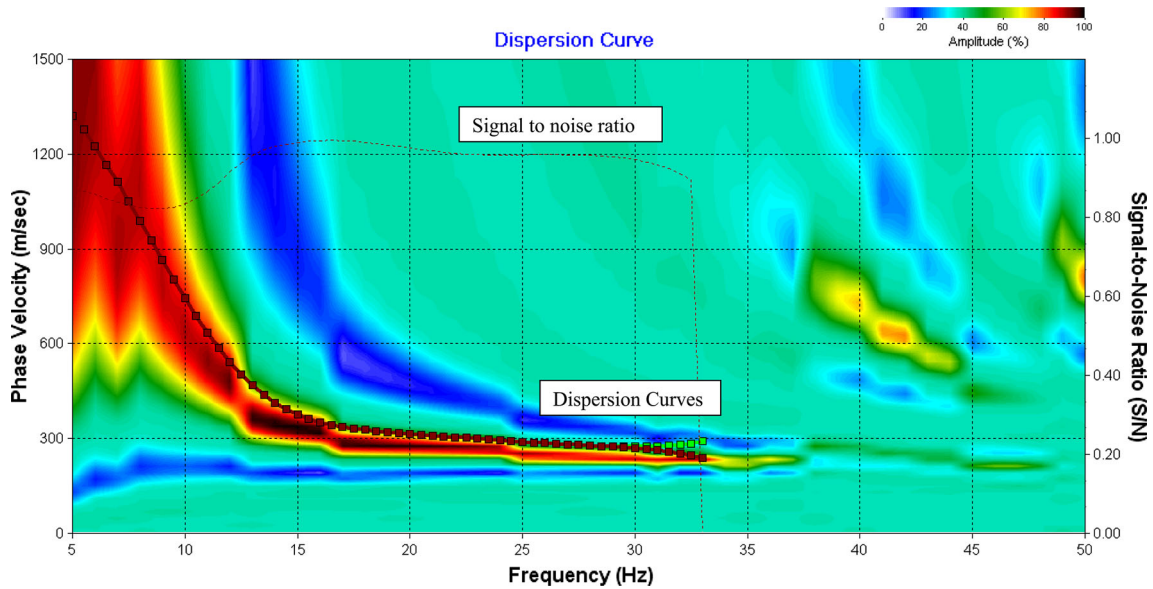 0 20 40 60 80 100
Amplitude (%)
Dispersion Curve
1500
1200
900
600
300
0
Phase Velocity (m/sec)
Signal to noise ratio
Dispersion Curves
1.00
0.80
0.60
0.40
0.20
0.00
Signal-to-Noise Ratio (S/N)
5 10 15 20 25 30 35 40 45 50
Frequency (Hz)